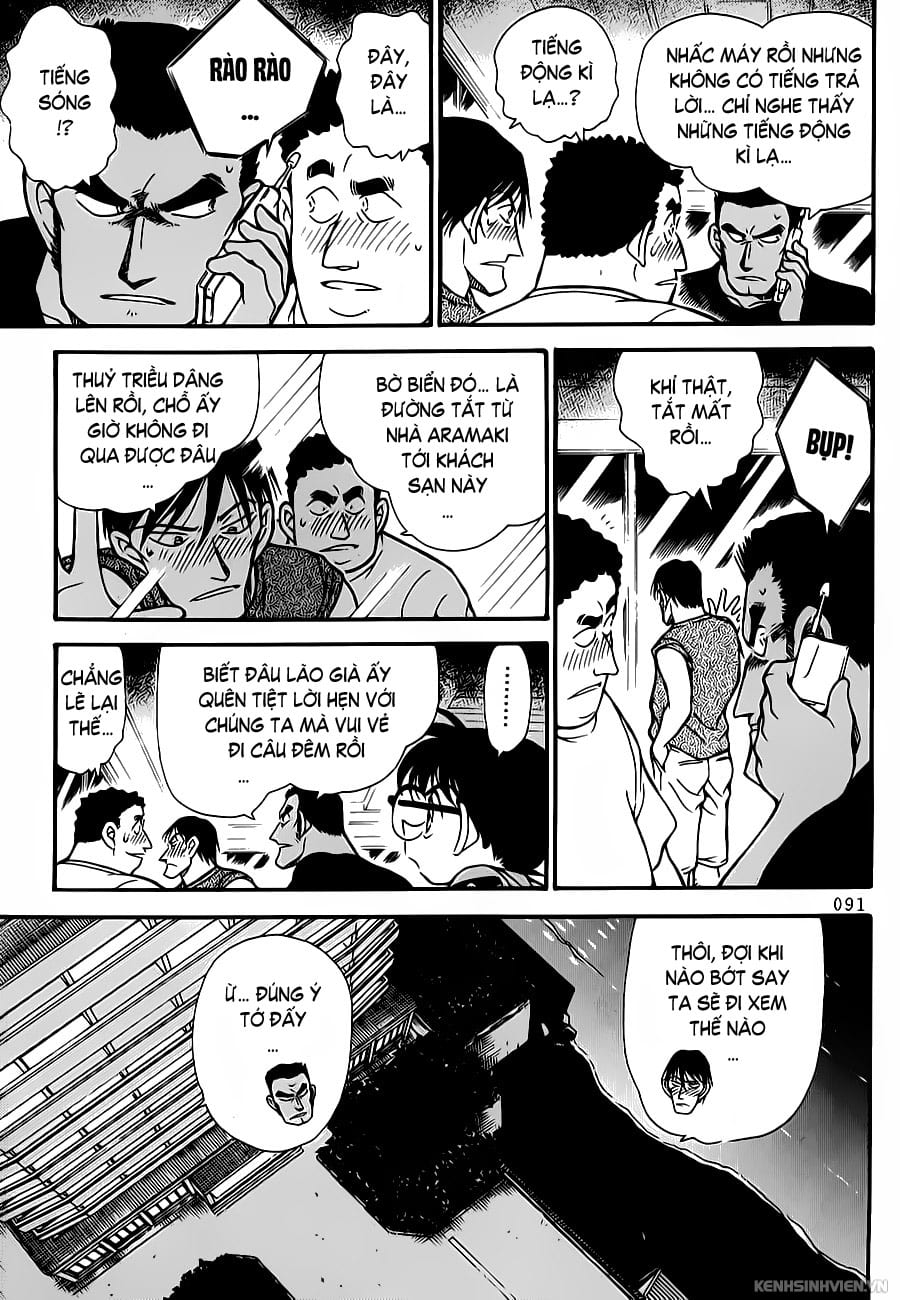 NHẤC MÁY RỒI NHƯNG
KHÔNG CÓ TIẾNG TRẢ
LỜI... CHỈ NGHE THẤY
NHỮNG TIẾNG ĐỘNG
KÌ LẠ...
TIẾNG
ĐỘNG KÌ
LẠ...?
ĐÂY,
ĐÂY
LÀ...
RÀO RÀO
...
TIẾNG
SÓNG
!?
BỤP!
KHỈ THẬT,
TẮT MẤT
RỒI...
BỜ BIỂN ĐÓ... LÀ
ĐƯỜNG TẮT TỪ
NHÀ ARAMAKI
TỚI KHÁCH
SẠN NÀY
...
THUỶ TRIỀU DÂNG
LÊN RỒI, CHỔ ẤY
GIỜ KHÔNG ĐI
QUA ĐƯỢC ĐÂU
...
........
BIẾT ĐÂU LÃO GIÀ ẤY
QUÊN TIỆT LỜI HẸN VỚI
CHÚNG TA MÀ VUI VẺ
ĐI CÂU ĐÊM RỒI
...
CHẲNG
LẼ LẠI
THẾ...
091
THÔI, ĐỢI KHI
NÀO BỚT SAY
TA SẼ ĐI XEM
THẾ NÀO
...
Ừ... ĐÚNG Ý
TỚ ĐẤY
...
KENHSINHVIEN.VN